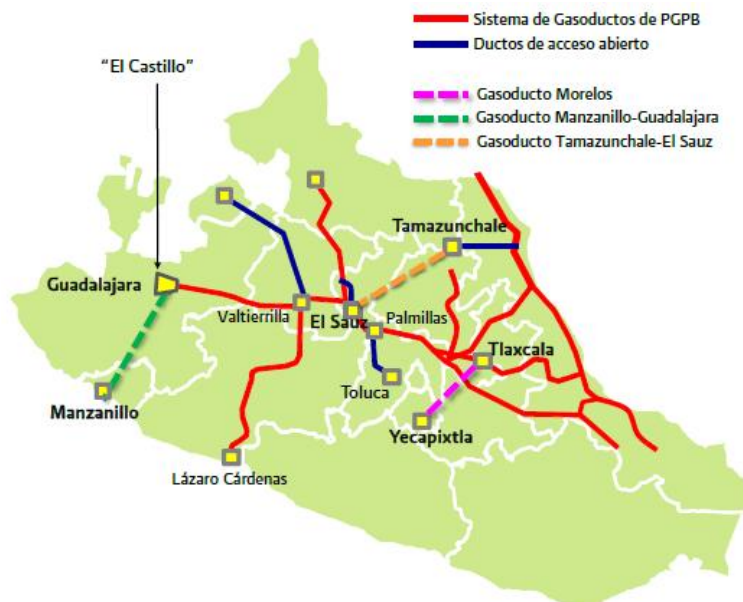 Sistema de Gasoductos de PGPB
Ductos de acceso abierto
"El Castillo"
Gasoducto Morelos
Gasoducto Manzanillo-Guadalajara
Gasoducto Tamazunchale-El Sauz
Tamazunchale
Guadalajara
Valtierrilla
El Sauz
Palmillas
Tlaxcala
Toluca
Manzanillo
Yecapixtla
Lázaro Cárdenas